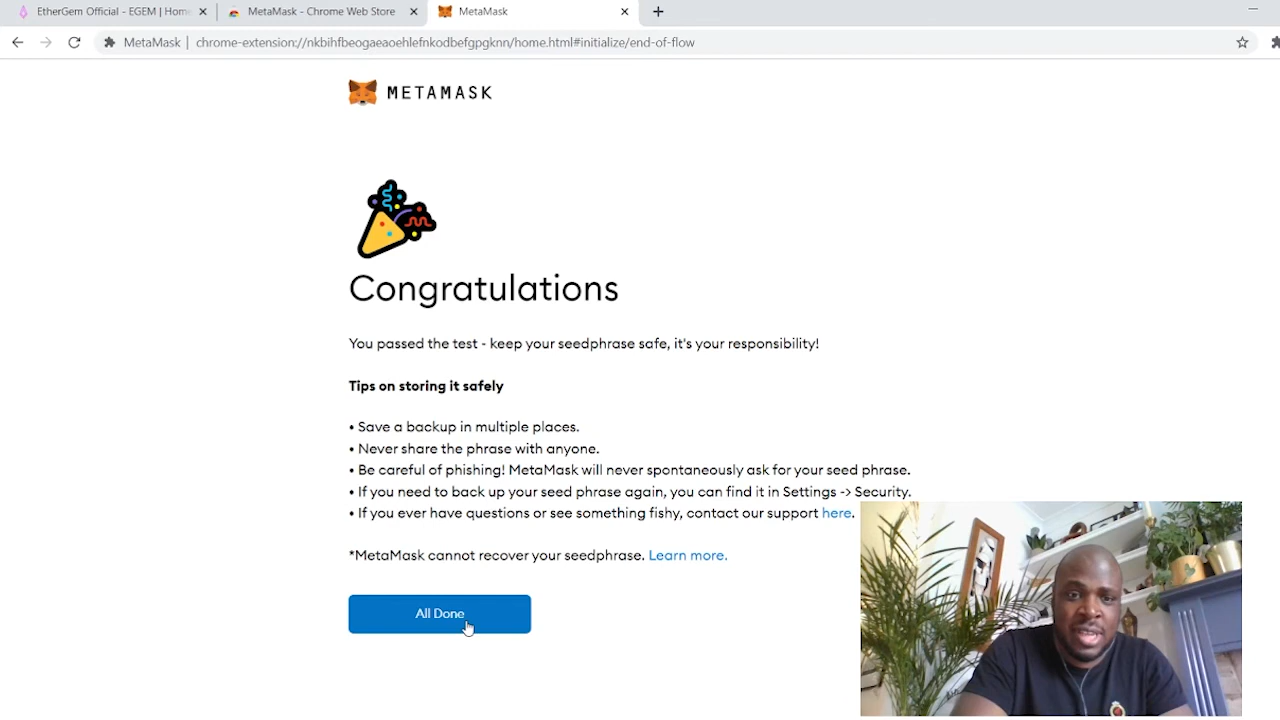 EtherGem Official - EGEM | Hom
MetaMask - Chrome Web Store
MetaMask
MetaMask | chrome-extension://nkbihfbeogaeaoehlefnkodbefgpgknn/home.html#initialize/end-of-flow
METAMASK
Congratulations
You passed the test - keep your seedphrase safe, it's your responsibility!
Tips on storing it safely
• Save a backup in multiple places.
• Never share the phrase with anyone.
• Be careful of phishing! MetaMask will never spontaneously ask for your seed phrase.
• If you need to back up your seed phrase again, you can find it in Settings -> Security.
• If you ever have questions or see something fishy, contact our support here.
*MetaMask cannot recover your seedphrase. Learn more.
All Done